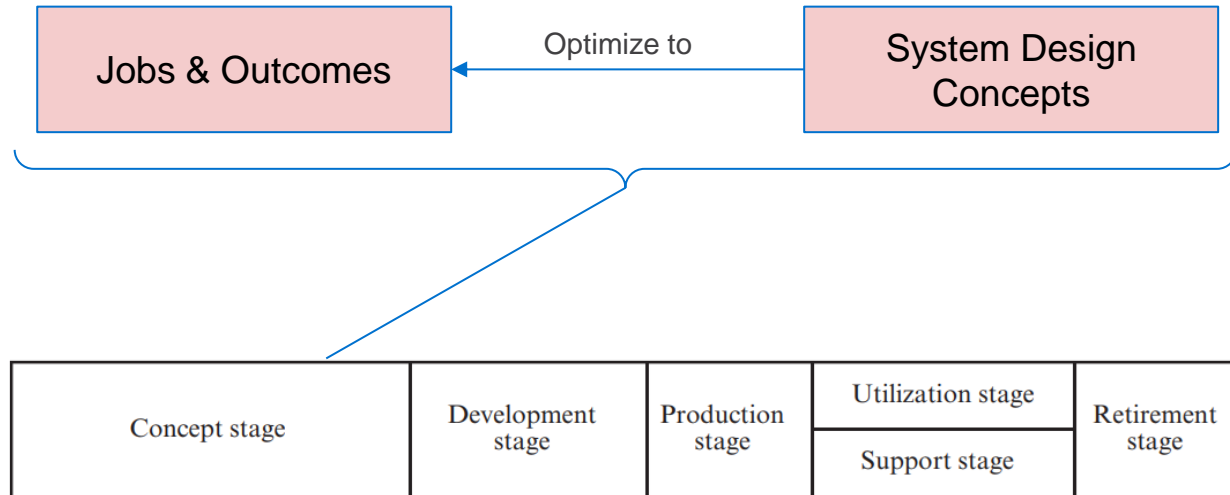 Jobs & Outcomes
Optimize to
System Design
Concepts
Concept stage
Development
stage
Production
stage
Utilization stage
Support stage
Retirement
stage